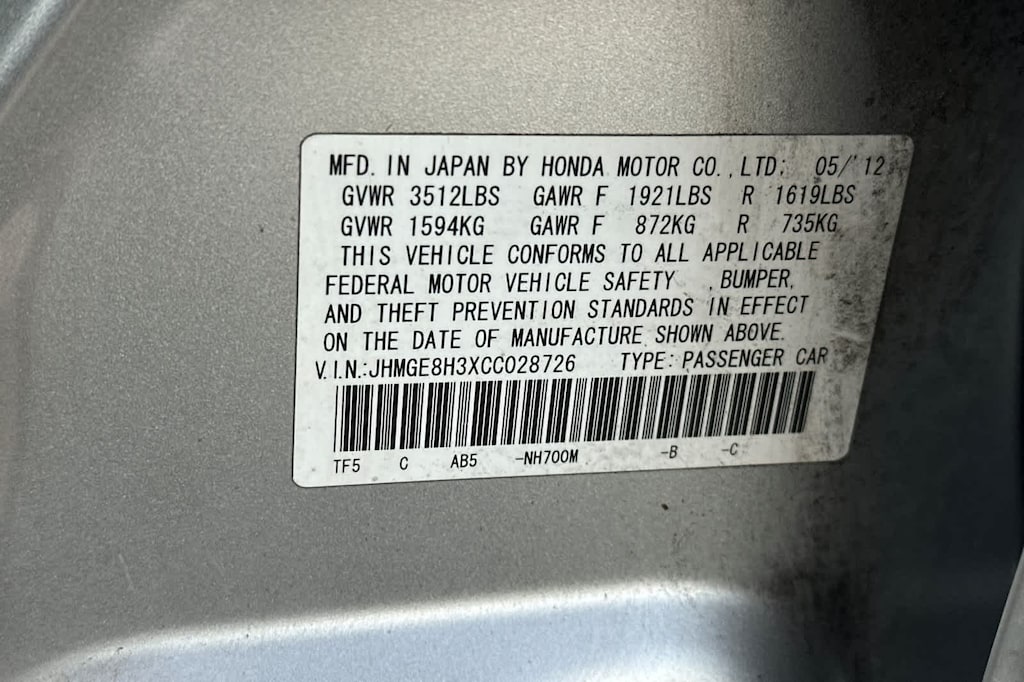 MFD. IN JAPAN BY HONDA MOTOR CO., LTD. 05/'12
GVWR 3512LBS GAWR F 1921LBS R 1619LBS
GVWR 1594KG GAWR F 872KG R 735KG
THIS VEHICLE CONFORMS TO ALL APPLICABLE
FEDERAL MOTOR VEHICLE SAFETY , BUMPER,
AND THEFT PREVENTION STANDARDS IN EFFECT
ON THE DATE OF MANUFACTURE SHOWN ABOVE.
V.I.N.:JHMGE8H3XCC028726 TYPE: PASSENGER CAR
TF5 C AB5 -NH700M -B -C